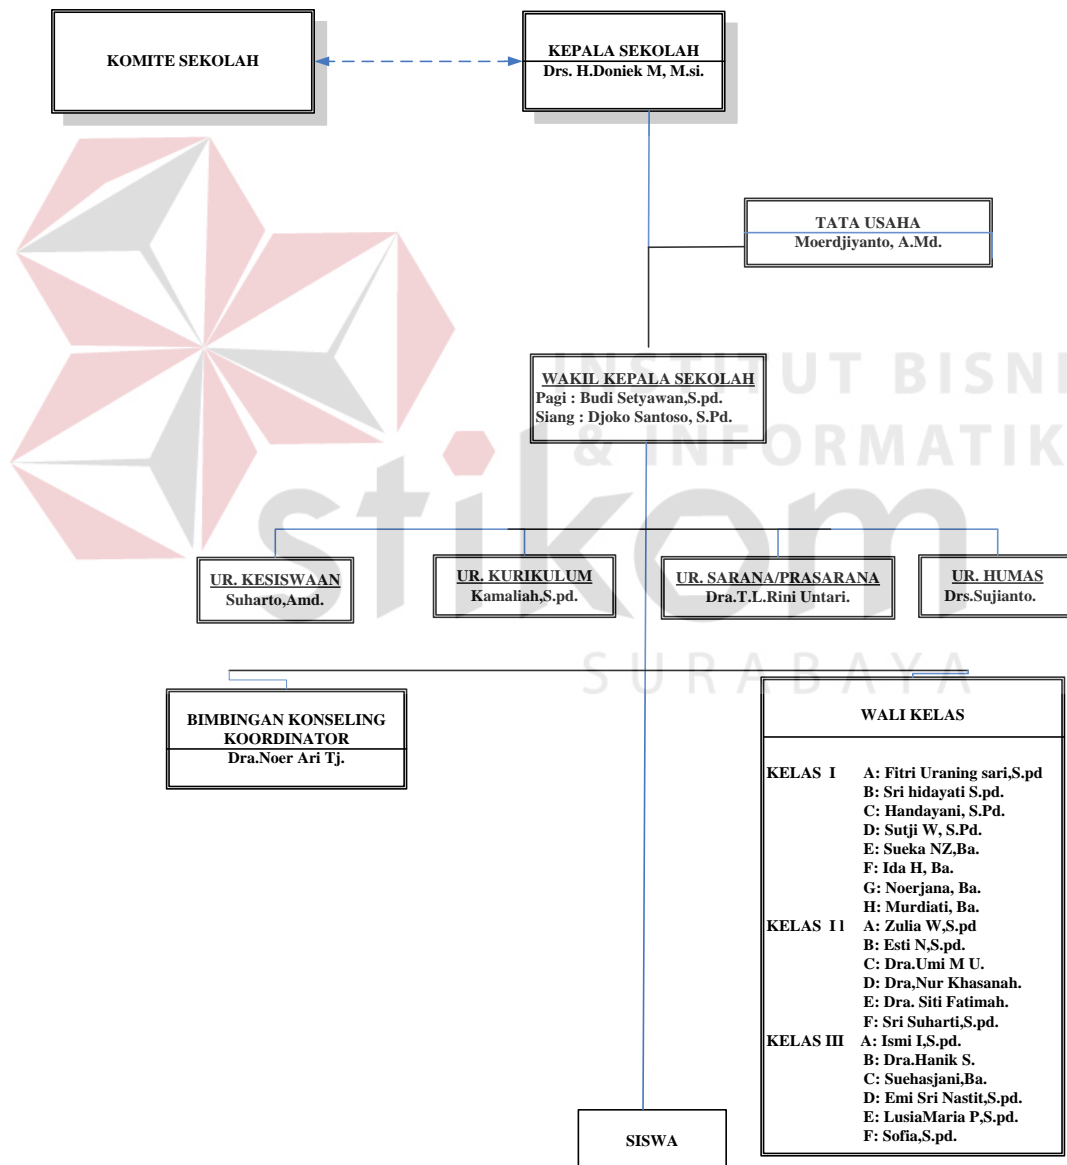 KOMITE SEKOLAH
KEPALA SEKOLAH
Drs. H.Doniek M, M.si.
TATA USAHA
Moerdjiyanto, A.Md.
WAKIL KEPALA SEKOLAH
Pagi : Budi Setyawan,S.pd.
Siang : Djoko Santoso, S.Pd.
INSTITUT BISNI
& INFORMATIK
stikom
SURABAYA
UR. KESISWAAN
Suharto,Amd.
UR. KURIKULUM
Kamaliah,S.pd.
UR. SARANA/PRASARANA
Dra.T.L.Rini Untari.
UR. HUMAS
Drs.Sujianto.
BIMBINGAN KONSELING
KOORDINATOR
Dra.Noer Ari Tj.
WALI KELAS
KELAS I A: Fitri Uraning sari,S.pd
B: Sri hidayati S.pd.
C: Handayani, S.Pd.
D: Sutji W, S.Pd.
E: Sueka NZ,Ba.
F: Ida H, Ba.
G: Noerjana, Ba.
H: Murdiati, Ba.
KELAS I l A: Zulia W,S.pd
B: Esti N,S.pd.
C: Dra.Umi M U.
D: Dra,Nur Khasanah.
E: Dra. Siti Fatimah.
F: Sri Suharti,S.pd.
KELAS III A: Ismi I,S.pd.
B: Dra.Hanik S.
C: Suehasjani,Ba.
D: Emi Sri Nastit,S.pd.
E: LusiaMaria P,S.pd.
F: Sofia,S.pd.
SISWA